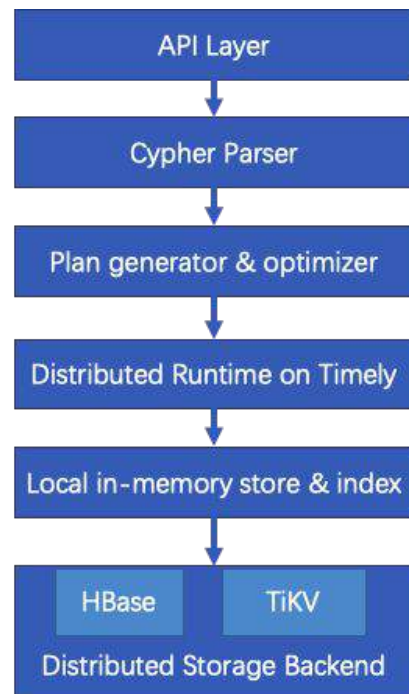 API Layer
Cypher Parser
Plan generator & optimizer
Distributed Runtime on Timely
Local in-memory store & index
HBase TiKV
Distributed Storage Backend